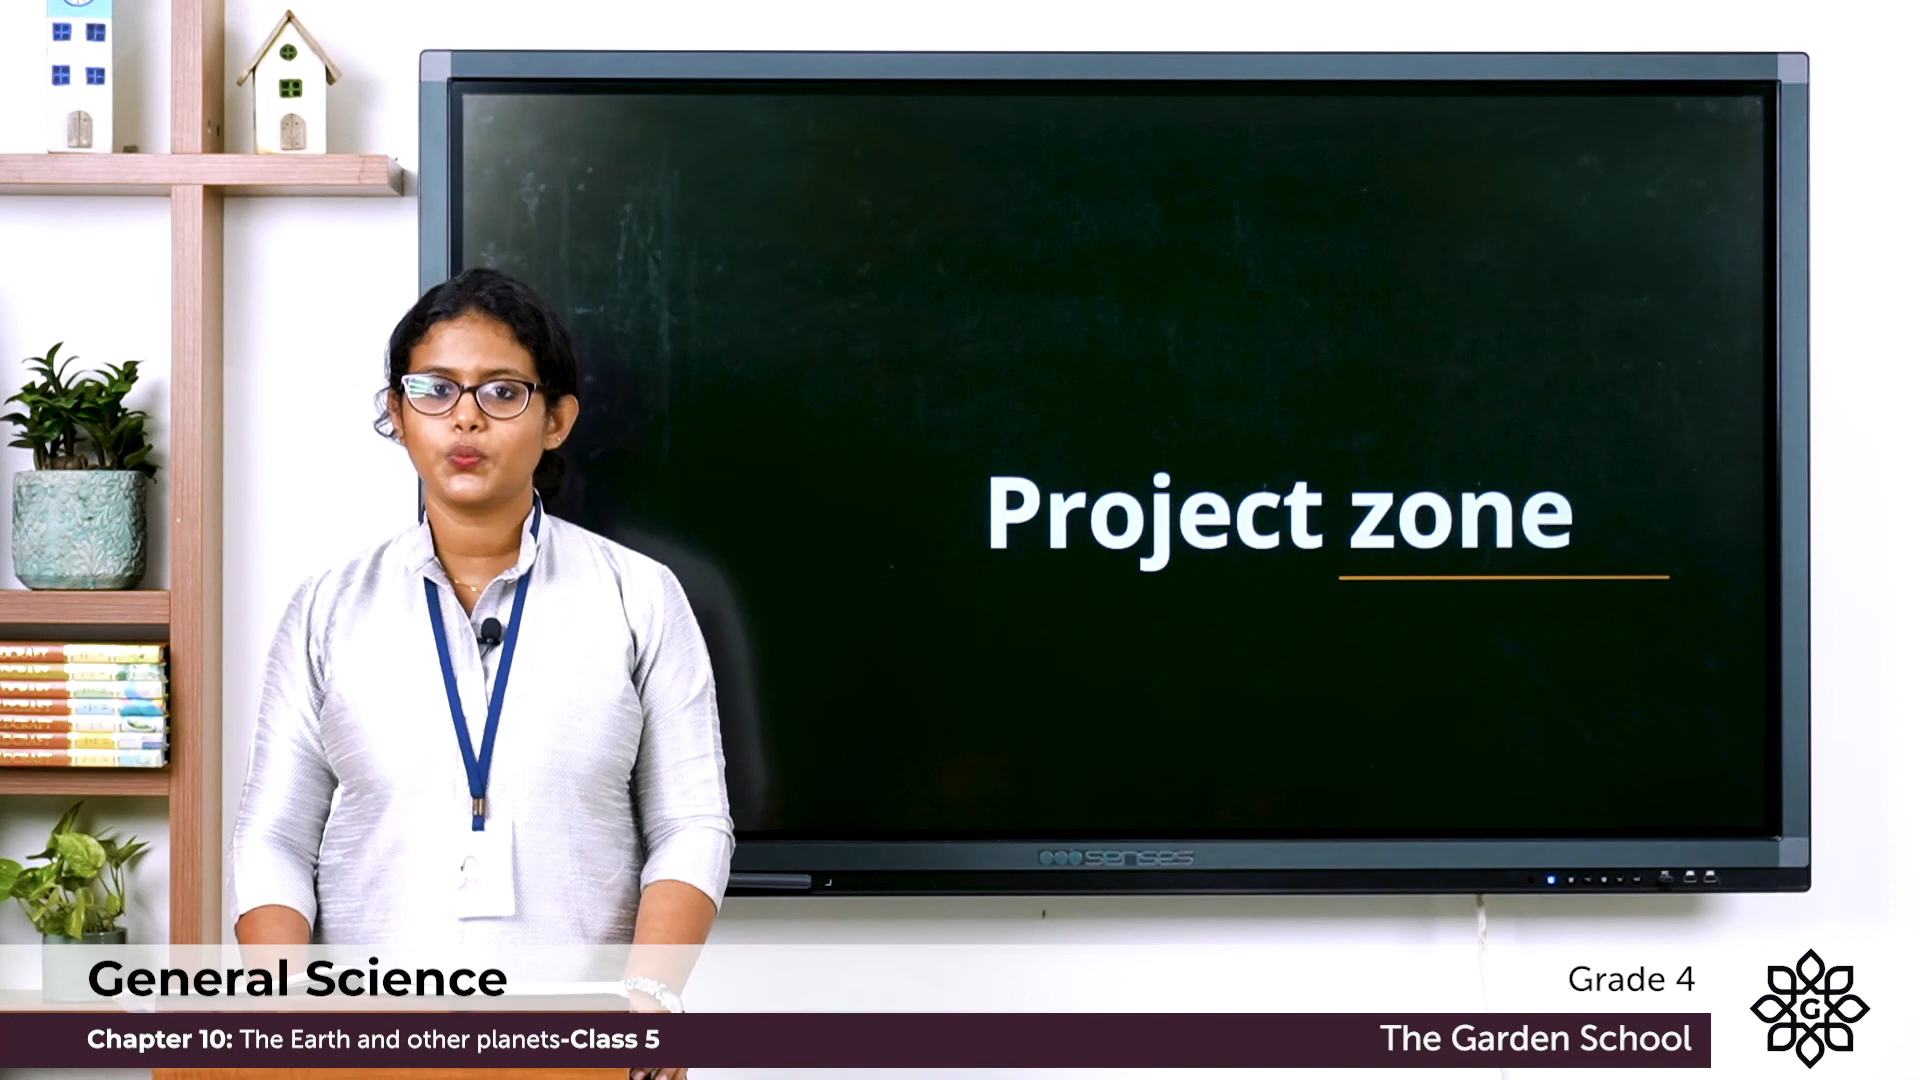 Project zone
senses
General Science
Grade 4
Chapter 10: The Earth and other planets-Class 5
The Garden School
G